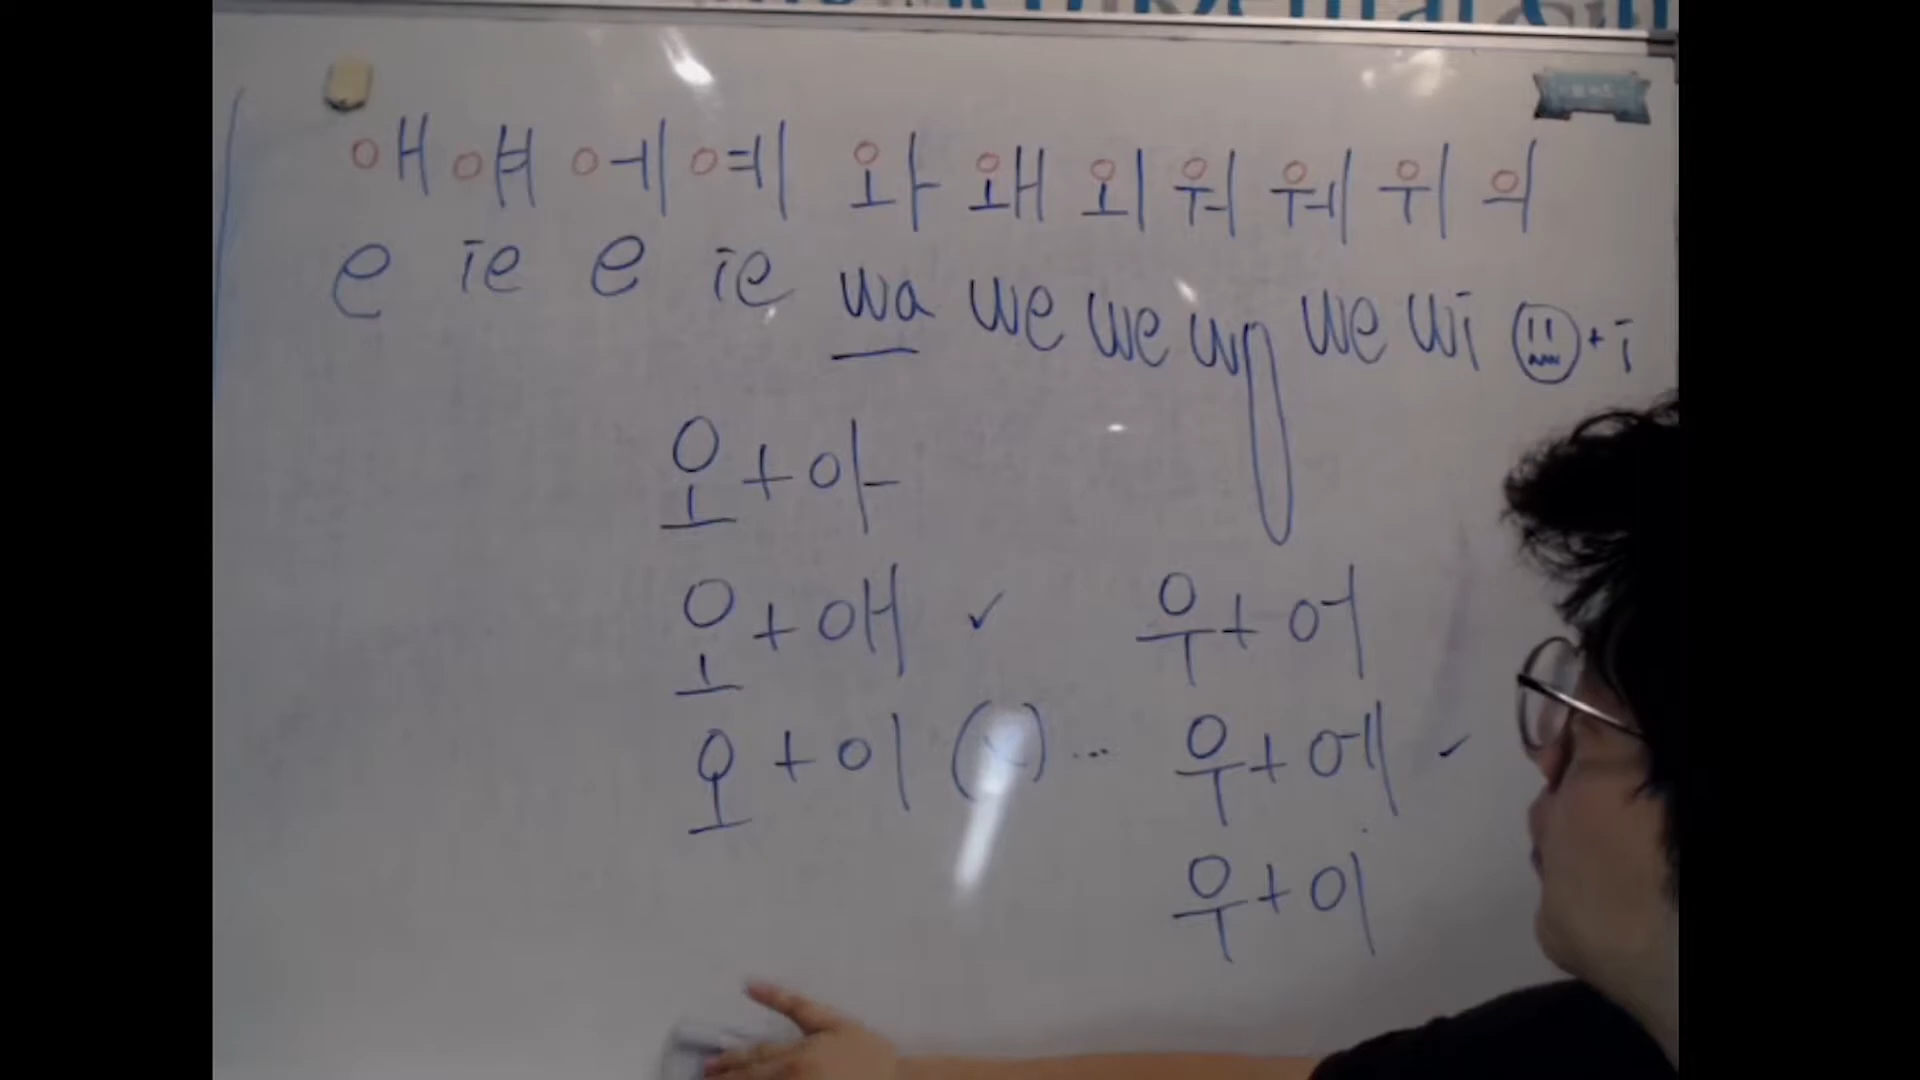 애 얘 에 예 와 왜 외 워 웨 위 의
e ie e ie wa we we we wi + i
오+아
오+애 ✓ 우+어
오+이 ( ) ... 우+에 ✓
우+이